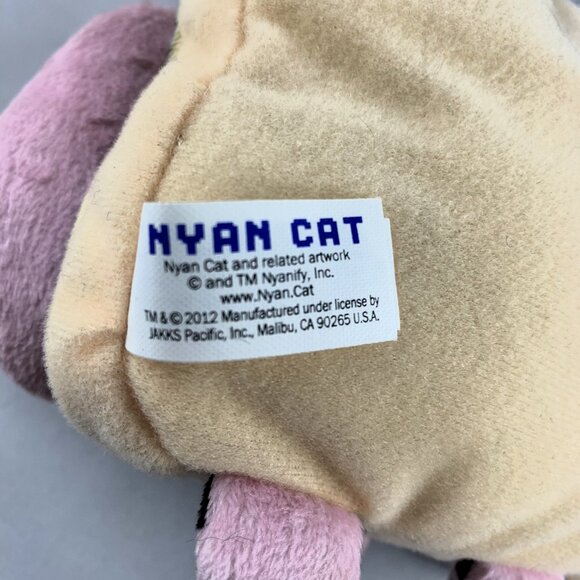 NYAN CAT
Nyan Cat and related artwork
© and TM Nyanify, Inc.
www.Nyan.Cat
TM & © 2012 Manufactured under license by
JAKKS Pacific, Inc., Malibu, CA 90265 U.S.A.